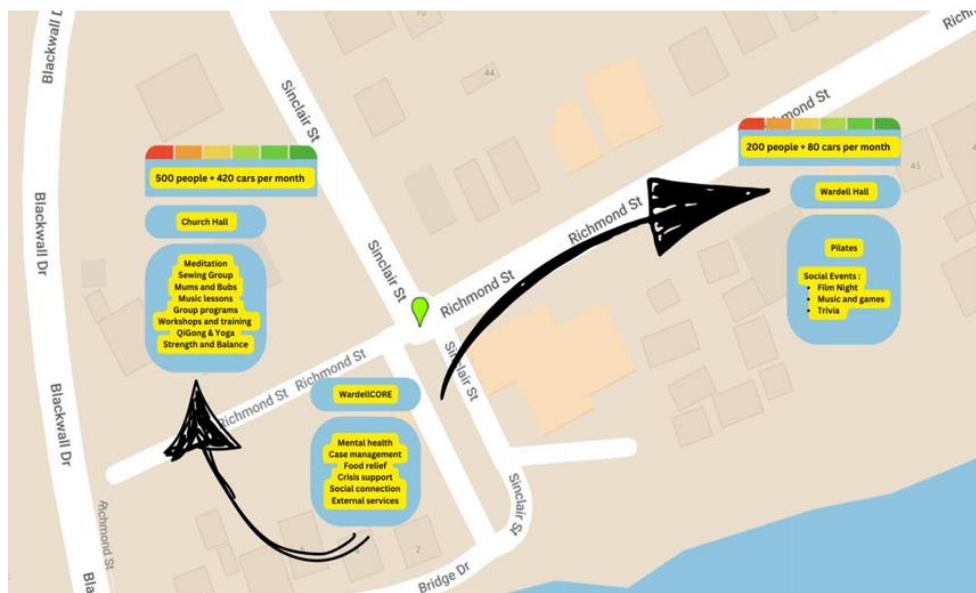 Blackwall Dr
Sinclair St
10
44
Richmond St
Richmond St
500 people + 420 cars per month
Church Hall
Meditation
Sewing Group
Mums and Bubs
Music lessons
Group programs
Workshops and training
QiGong & Yoga
Strength and Balance
200 people + 80 cars per month
45
Wardell Hall
Pilates
Social Events :
• Film Night
• Music and games
• Trivia
Blackwall Dr
Sinclair St
Richmond St
Richmond St
Richmond St
Richmond St
Sinclair St
WardellCORE
Mental health
Case management
Food relief
Crisis support
Social connection
External services
Blackwall Dr
Richmond St
Sinclair St
2
Bridge Dr